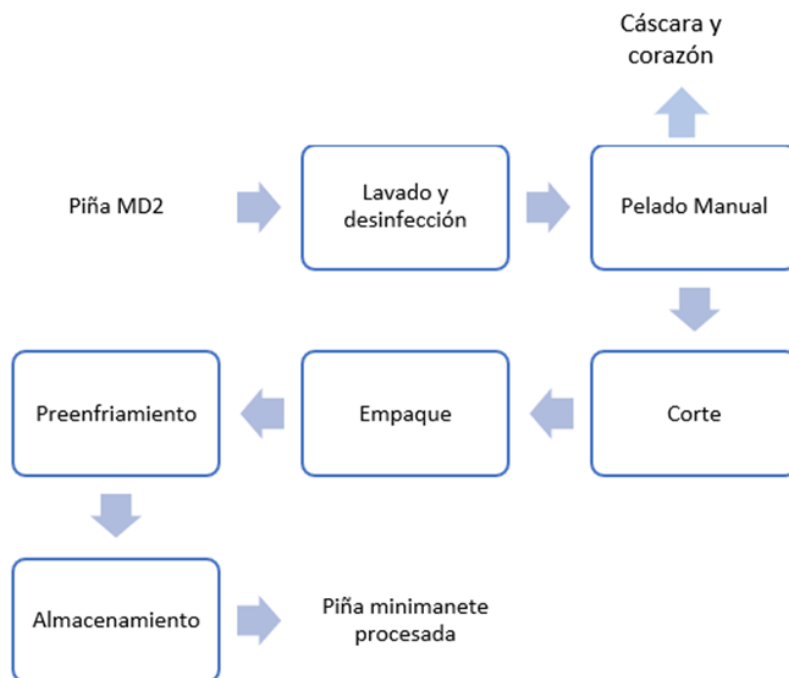 Cáscara y
corazón
Piña MD2
Lavado y
desinfección
Pelado Manual
Preenfriamiento
Empaque
Corte
Almacenamiento
Piña minimanete
procesada